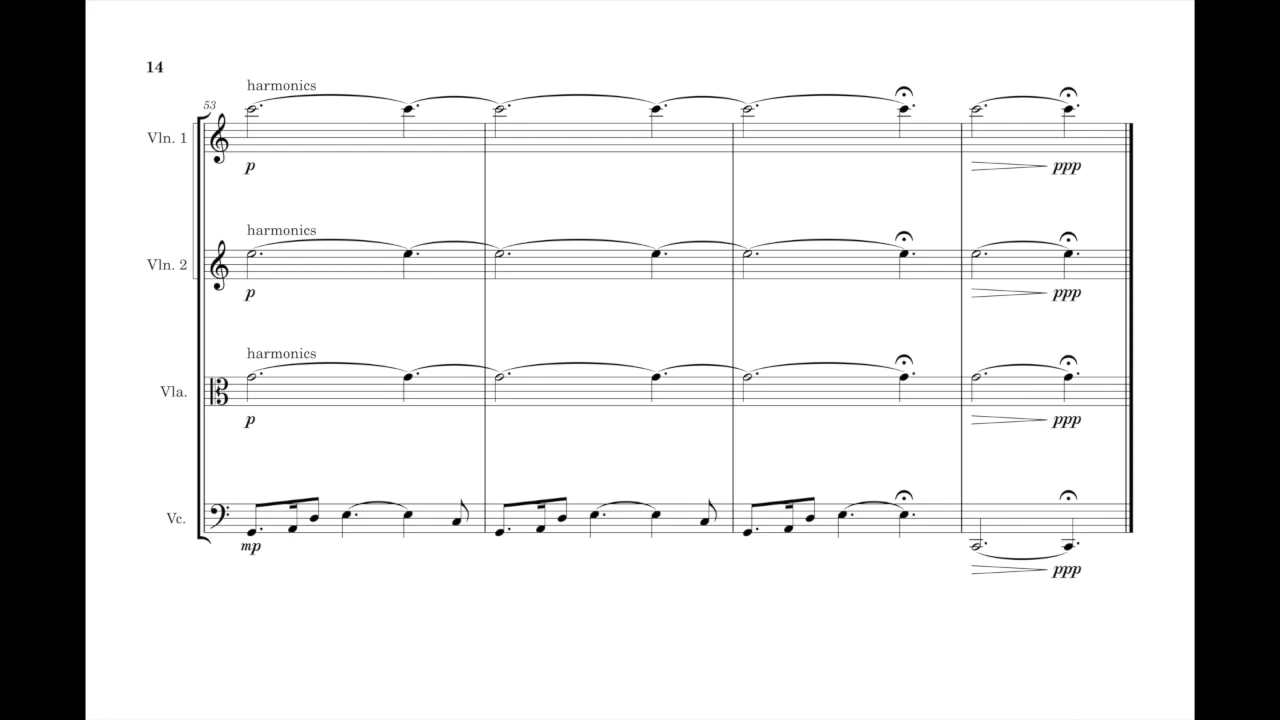 14
harmonics
53
Vln. 1
p
ppp
harmonics
Vln. 2
p
ppp
harmonics
Vla.
p
ppp
Vc.
mp
ppp